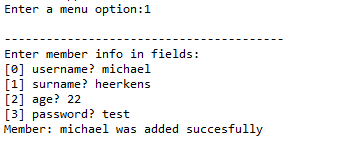 Enter a menu option:1
----------------------------------------
Enter member info in fields:
[0] username? michael
[1] surname? heerkens
[2] age? 22
[3] password? test
Member: michael was added succesfully